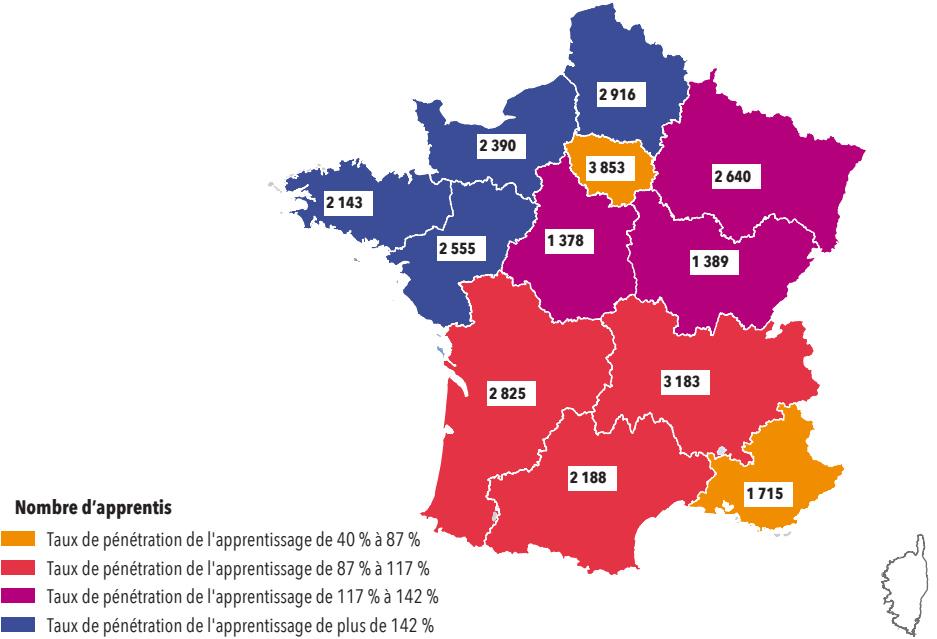 2 916
2 390
3 853
2 640
2 143
2 555
1 378
1 389
2 825
3 183
2 188
1 715
Nombre d'apprentis
Taux de pénétration de l'apprentissage de 40 % à 87 %
Taux de pénétration de l'apprentissage de 87 % à 117 %
Taux de pénétration de l'apprentissage de 117 % à 142 %
Taux de pénétration de l'apprentissage de plus de 142 %